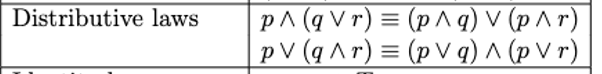 Distributive laws p ∧ (q ∨ r) ≡ (p ∧ q) ∨ (p ∧ r)
p ∨ (q ∧ r) ≡ (p ∨ q) ∧ (p ∨ r)